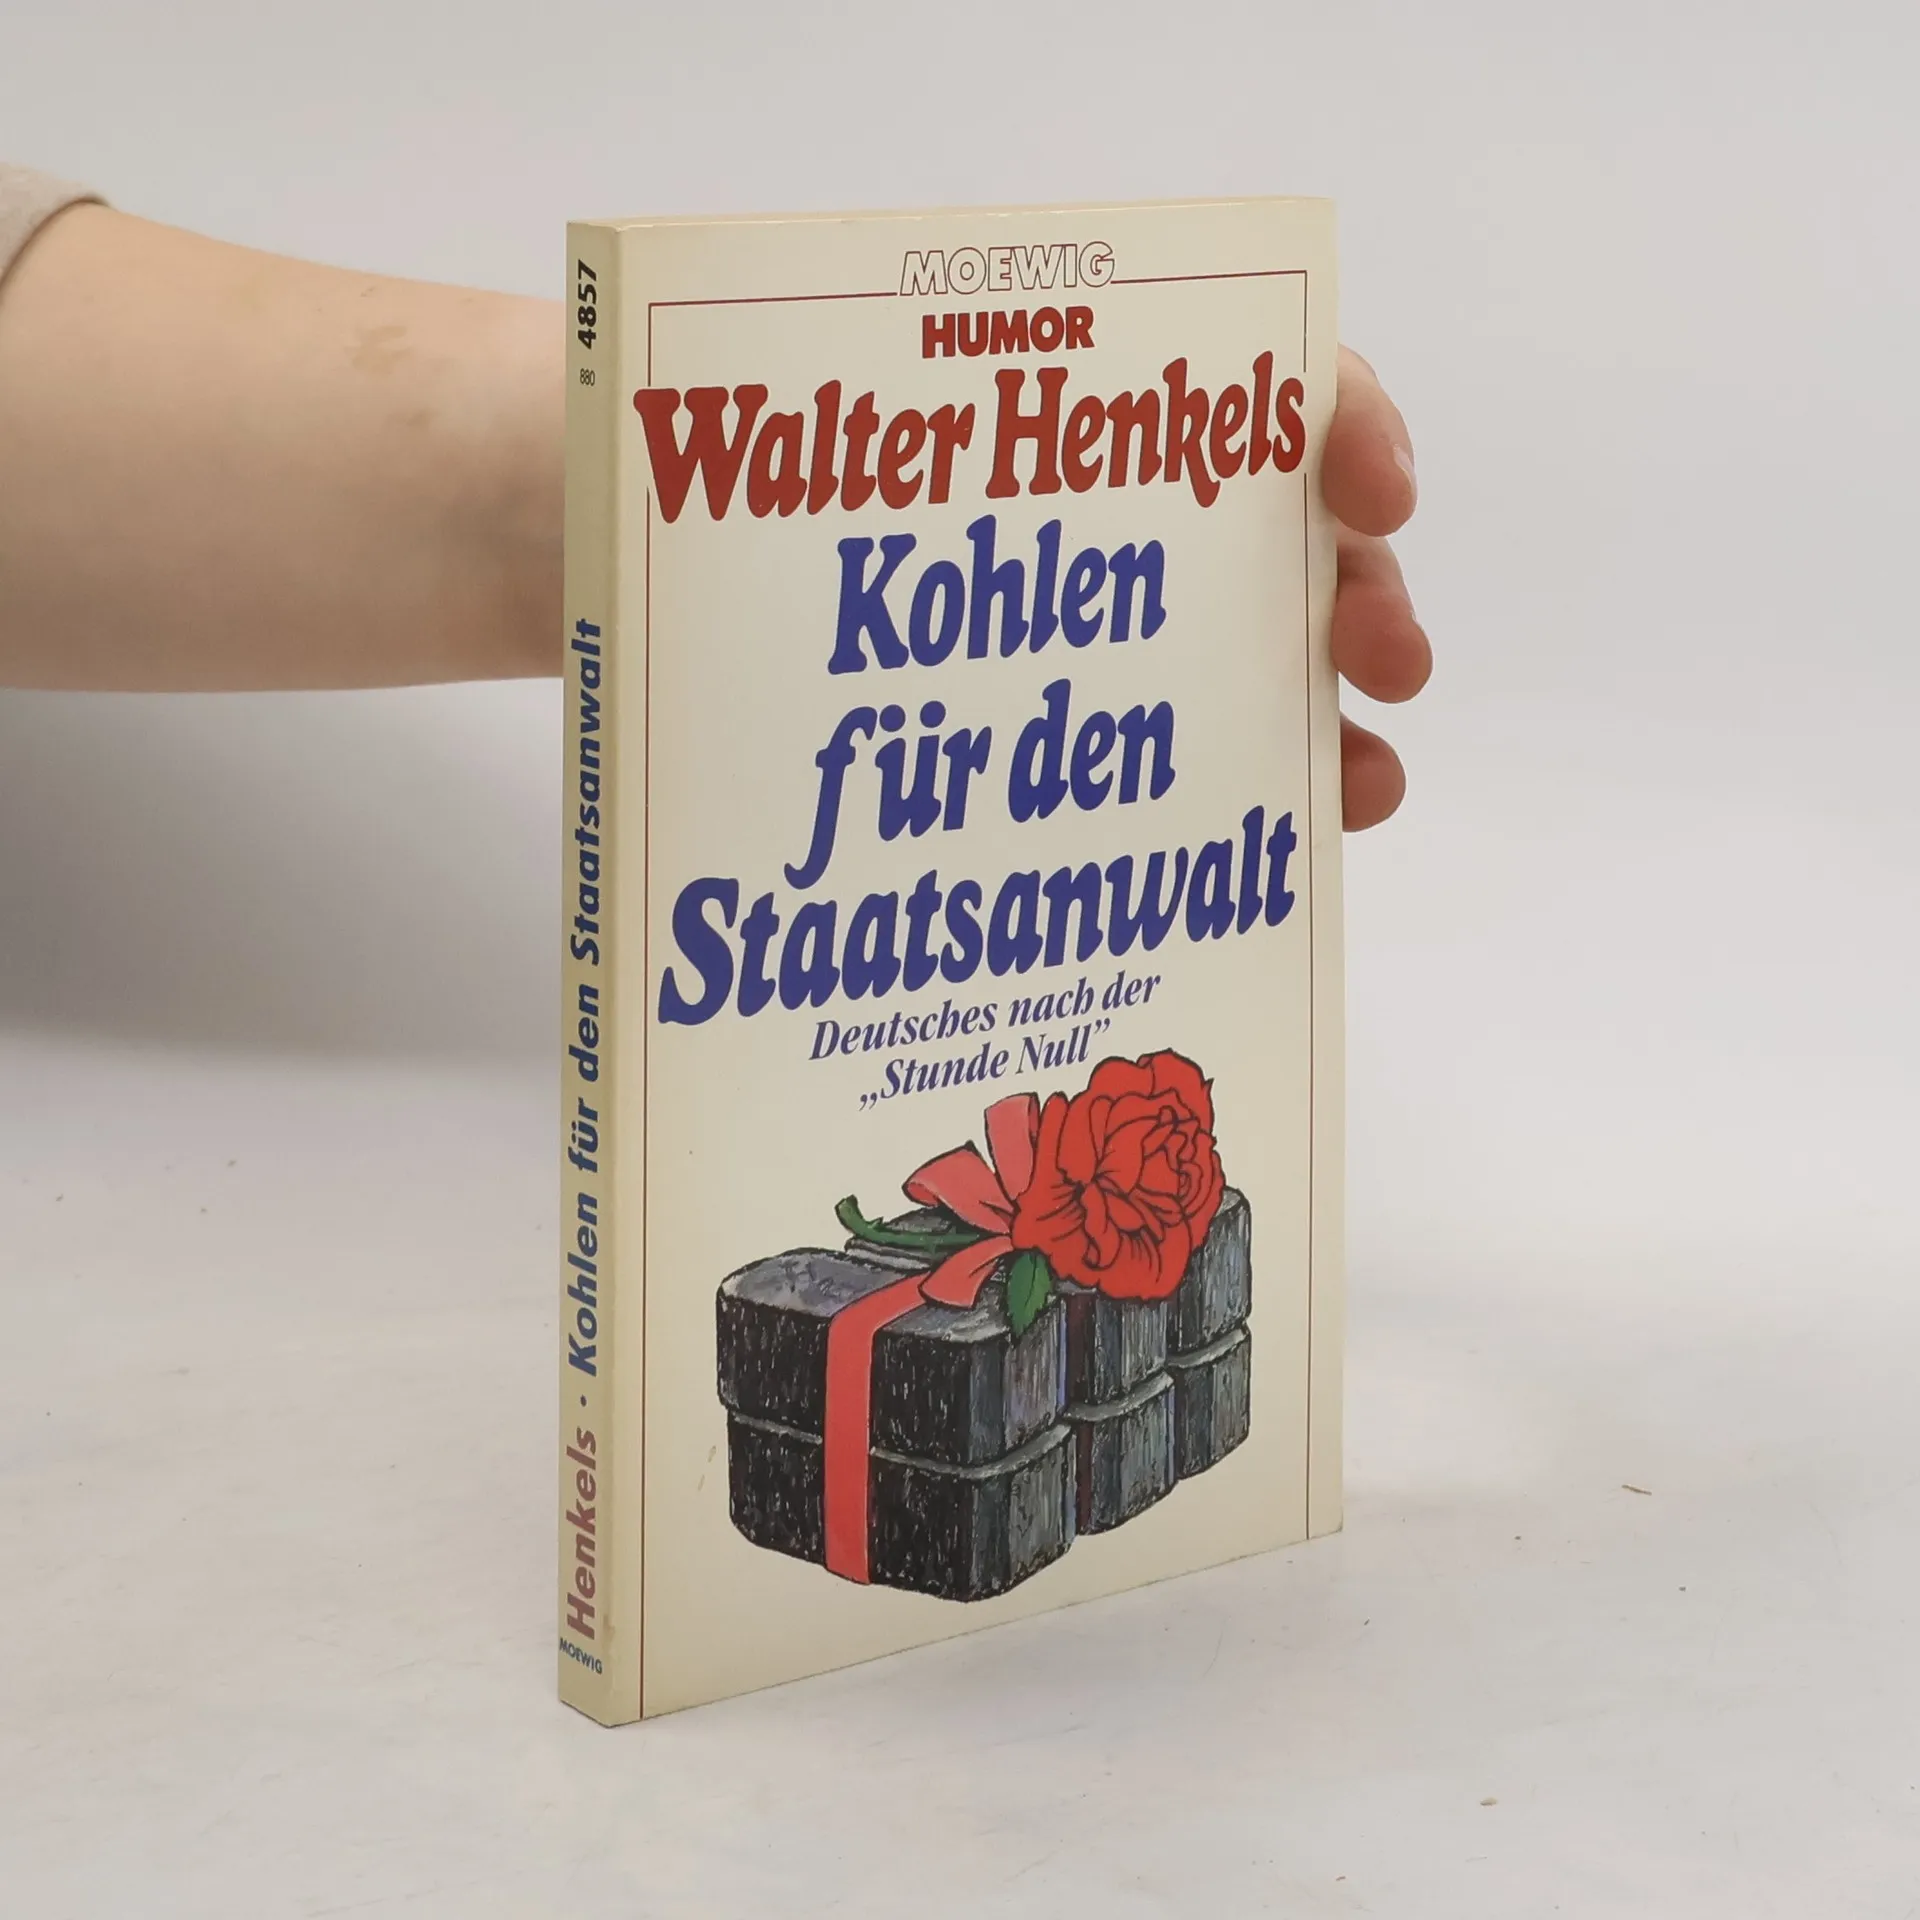 MOEWIG
HUMOR
Walter Henkels
Kohlen
für den
Staatsanwalt
Deutsches nach der
„Stunde Null”
4857
880
Henkels · Kohlen für den Staatsanwalt
MOEWIG